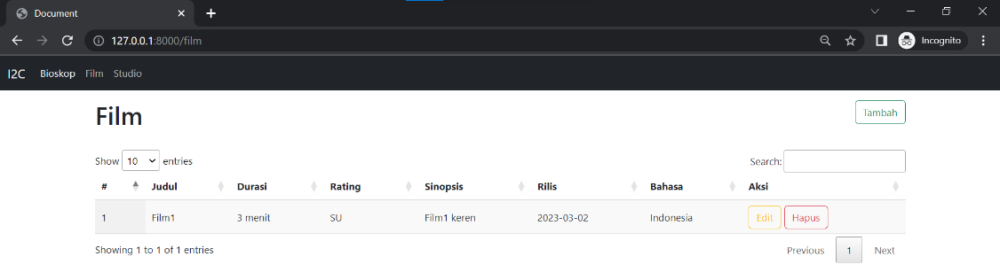 Document
127.0.0.1:8000/film
Incognito
I2C Bioskop Film Studio
Film
Tambah
Show 10 entries
Search:
# Judul Durasi Rating Sinopsis Rilis Bahasa Aksi
1 Film1 3 menit SU Film1 keren 2023-03-02 Indonesia Edit Hapus
Showing 1 to 1 of 1 entries
Previous 1 Next